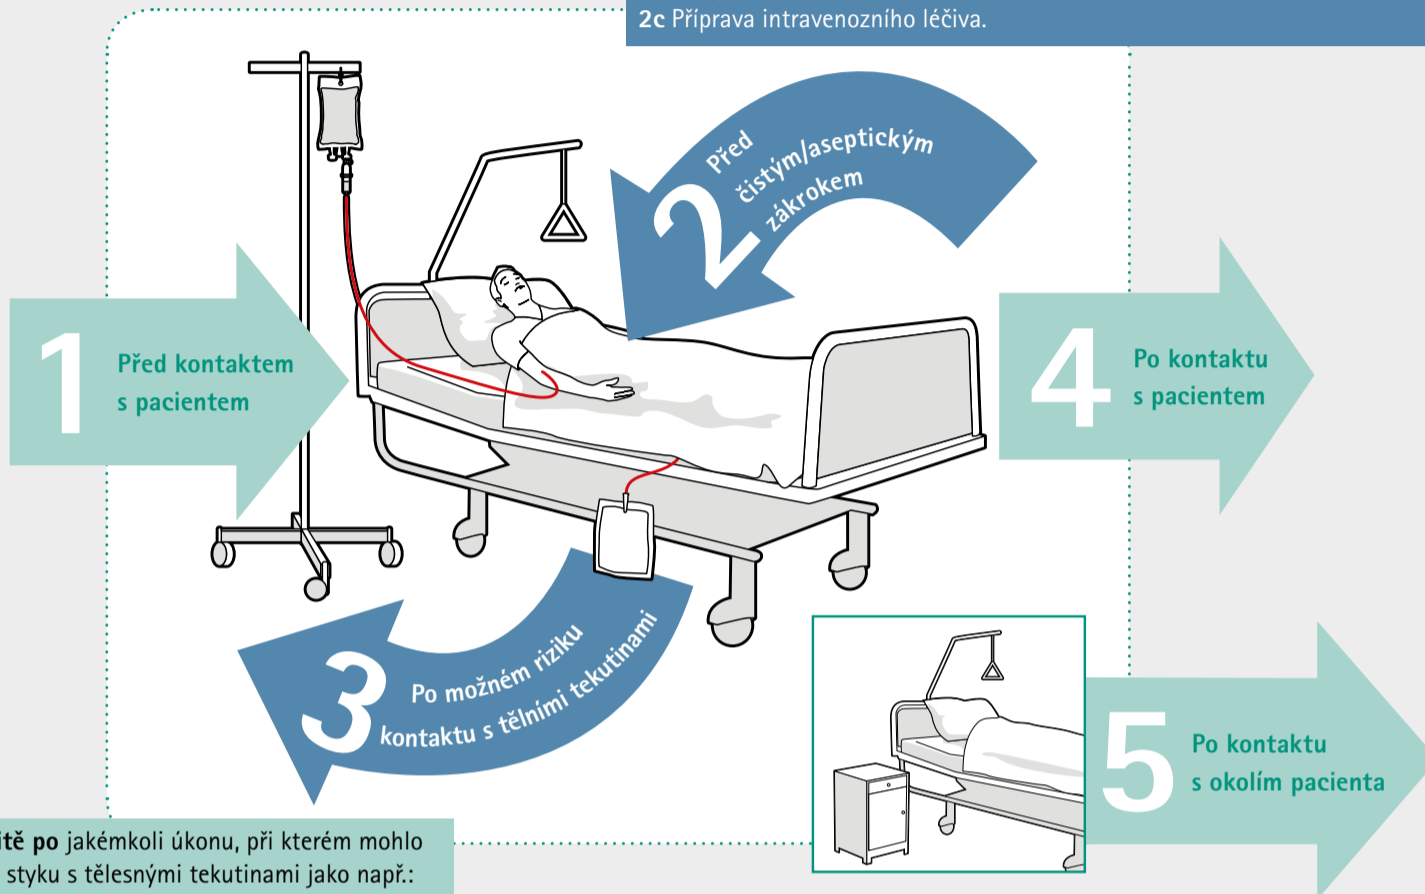 2c Příprava intravenozního léčiva.
2
Před
čistým/aseptickým
zákrokem
1
Před kontaktem
s pacientem
4
Po kontaktu
s pacientem
3
Po možném riziku
kontaktu s tělními tekutinami
5
Po kontaktu
s okolím pacienta
po jakémkoli úkonu, při kterém mohlo
styku s tělesnými tekutinami jako např.: